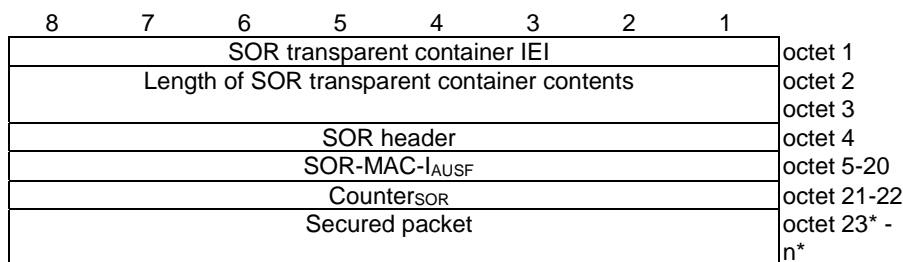 8 7 6 5 4 3 2 1
SOR transparent container IEI octet 1
Length of SOR transparent container contents octet 2
octet 3
SOR header octet 4
SOR-MAC-IAUSF octet 5-20
CounterSOR octet 21-22
Secured packet octet 23* -
n*